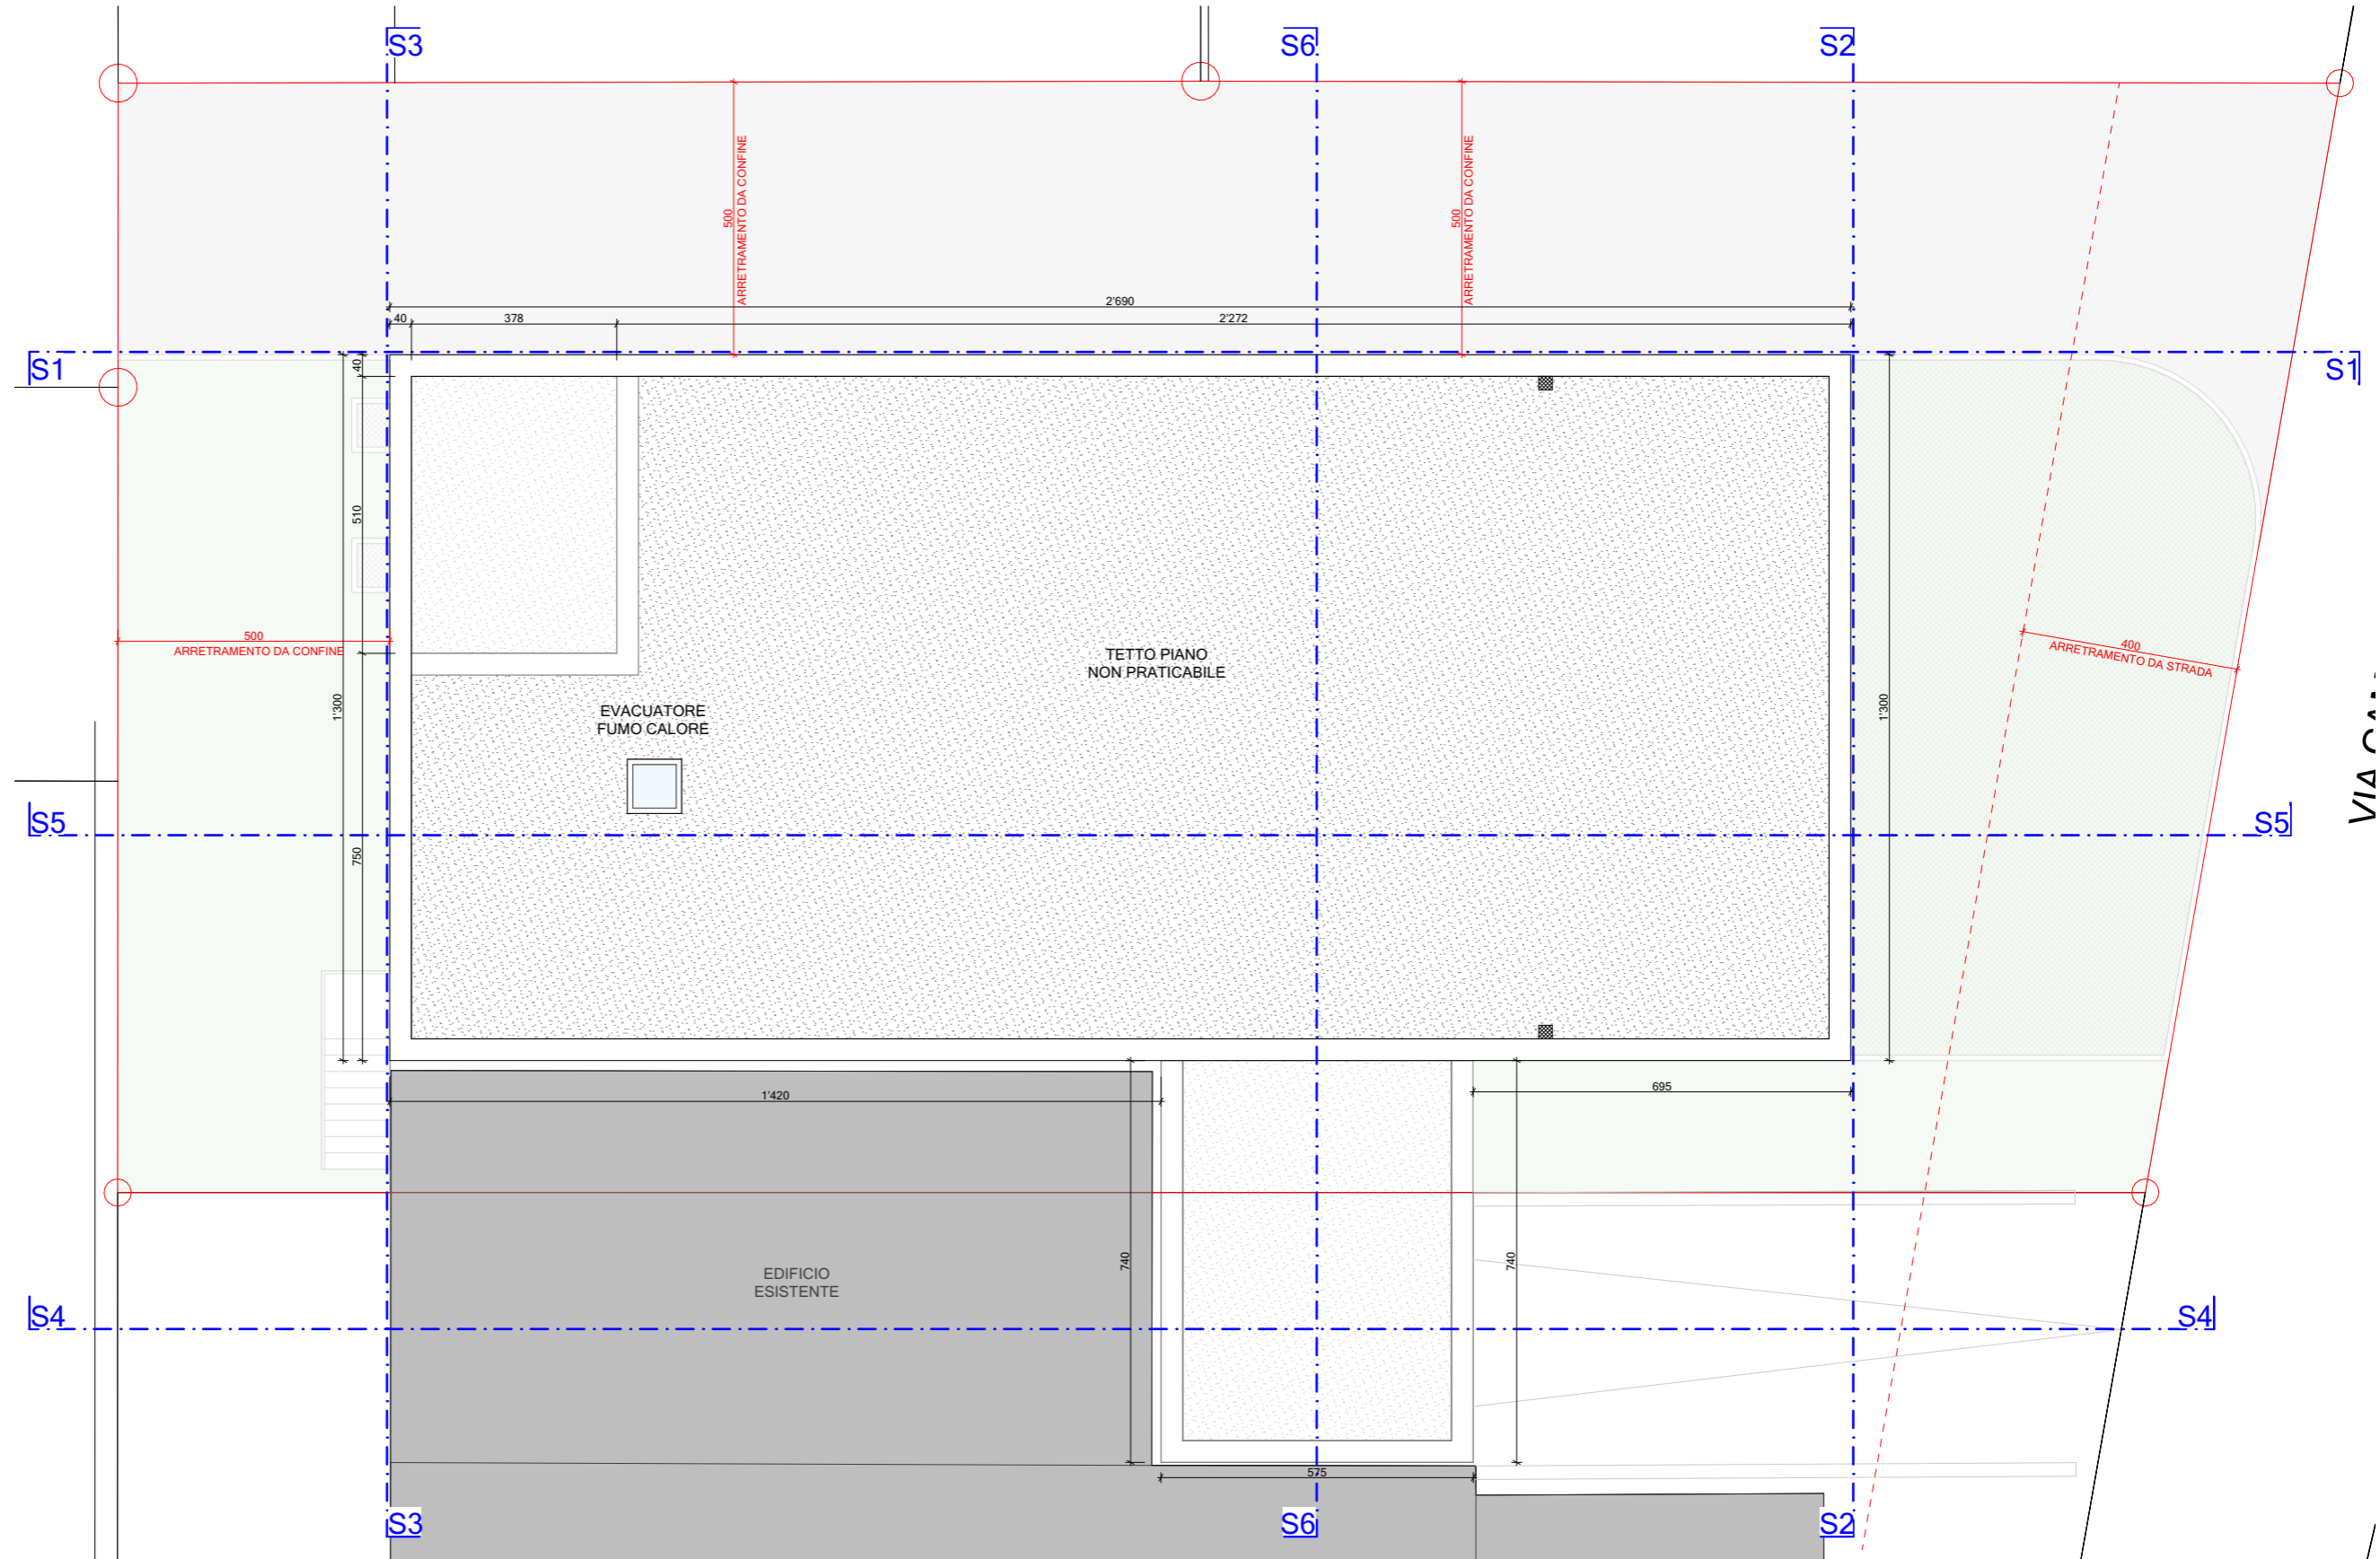 S3
S6
S2
500
ARRETRAMENTO DA CONFINE
500
ARRETRAMENTO DA CONFINE
2'690
40
378
2'272
S1
40
S1
510
500
ARRETRAMENTO DA CONFINE
TETTO PIANO
NON PRATICABILE
400
ARRETRAMENTO DA STRADA
1'300
1'300
EVACUATORE
FUMO CALORE
VIA
S5
S5
750
1'420
695
740
740
EDIFICIO
ESISTENTE
S4
S4
575
S3
S6
S2